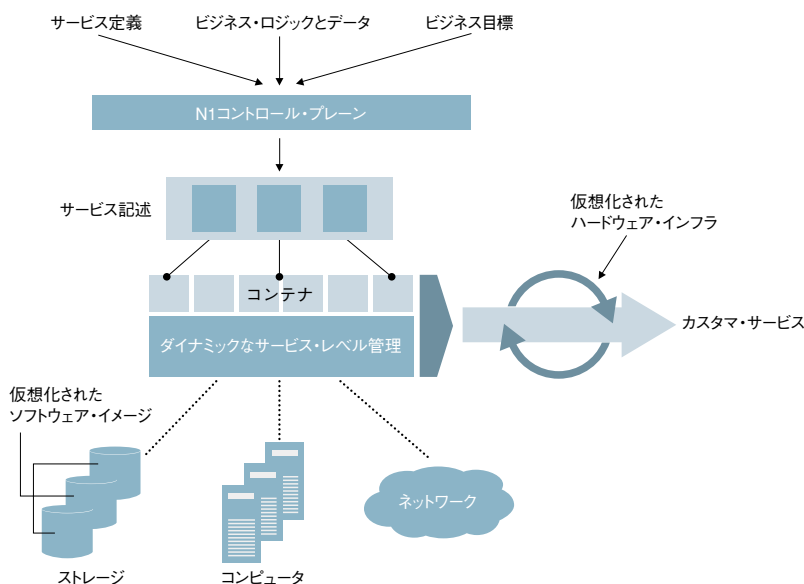 サービス定義
ビジネス・ロジックとデータ
ビジネス目標
N1コントロール・プレーン
サービス記述
仮想化された
ハードウェア・インフラ
コンテナ
カスタマ・サービス
ダイナミックなサービス・レベル管理
仮想化された
ソフトウェア・イメージ
ネットワーク
ストレージ
コンピュータ